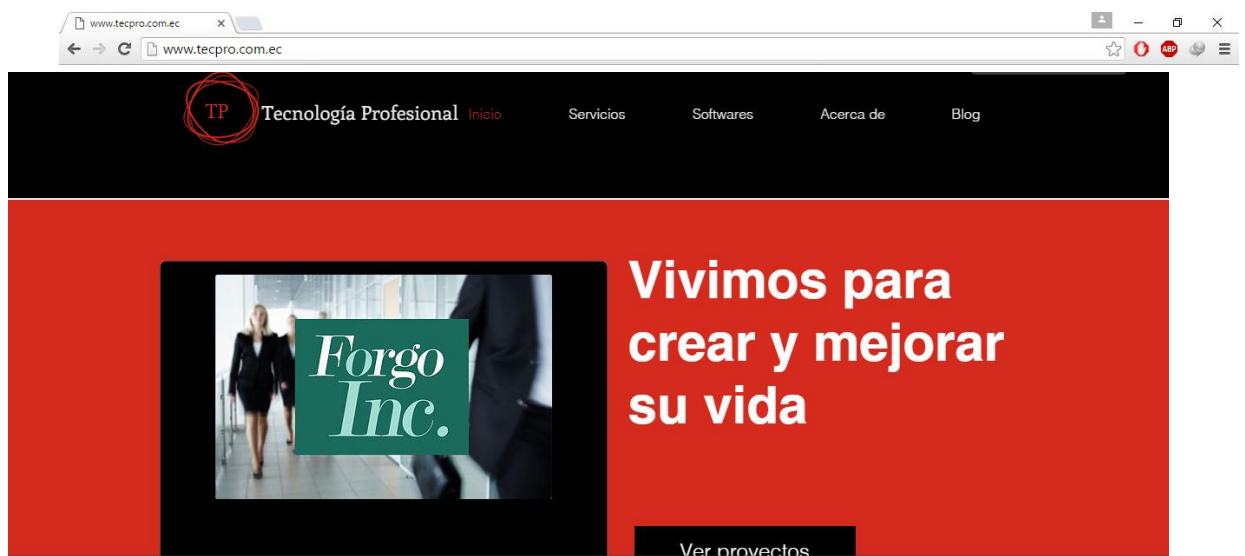 www.tecpro.com.ec
www.tecpro.com.ec
ABP
TP
Tecnología Profesional
Inicio
Servicios
Softwares
Acerca de
Blog
Forgo
Inc.
Vivimos para
crear y mejorar
su vida
Ver proyectos